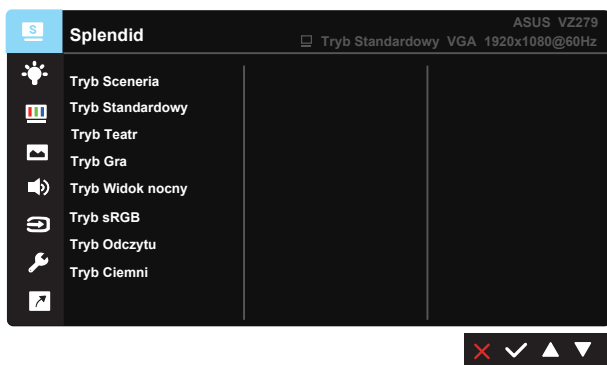 S
Splendid
ASUS VZ279
Tryb Standardowy VGA 1920x1080@60Hz
Tryb Sceneria
Tryb Standardowy
Tryb Teatr
Tryb Gra
Tryb Widok nocny
Tryb sRGB
Tryb Odczytu
Tryb Ciemni